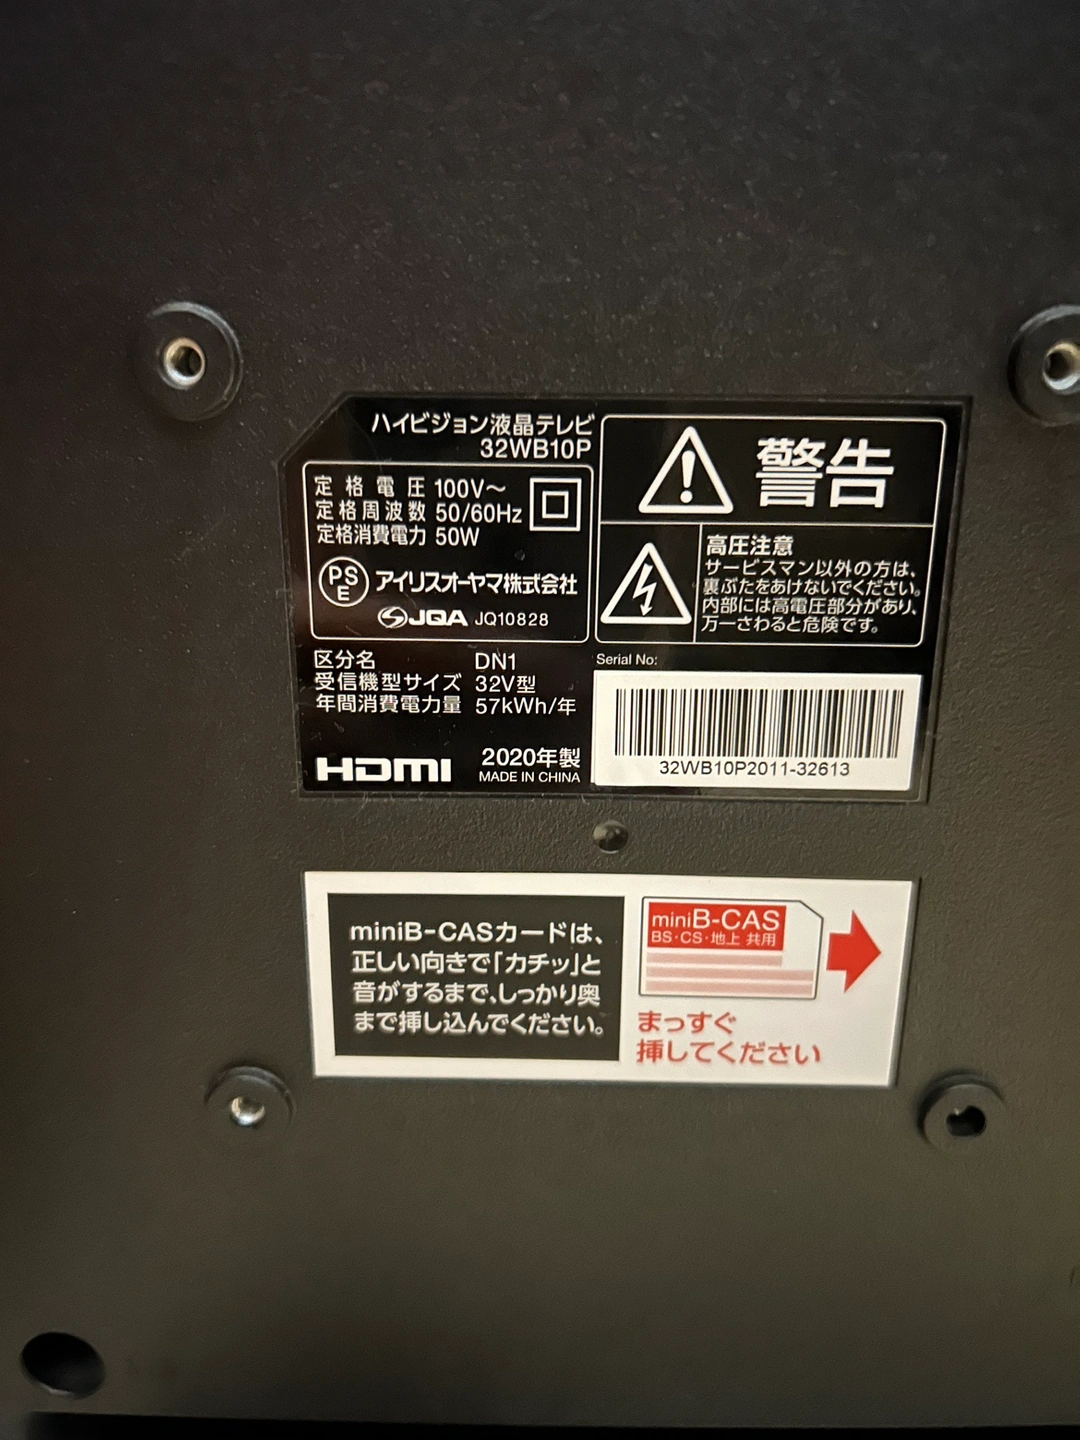 ハイビジョン液晶テレビ
32WB10P
定格電圧 100V～
定格周波数 50/60Hz
定格消費電力 50W
PS
E
アイリスオーヤマ株式会社
JQA JQ10828
区分名 DN1
受信機型サイズ 32V型
年間消費電力量 57kWh/年
HDMI
2020年製
MADE IN CHINA
警告
高圧注意
サービスマン以外の方は、
裏ぶたをあけないでください。
内部には高電圧部分があり、
万一さわると危険です。
Serial No:
32WB10P2011-32613
miniB-CASカードは、
正しい向きで「カチッ」と
音がするまで、しっかり奥
まで挿し込んでください。
miniB-CAS
BS・CS・地上 共用
まっすぐ
挿してください